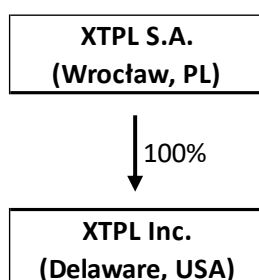 XTPL S.A.
(Wrocław, PL)
100%
XTPL Inc.
(Delaware, USA)